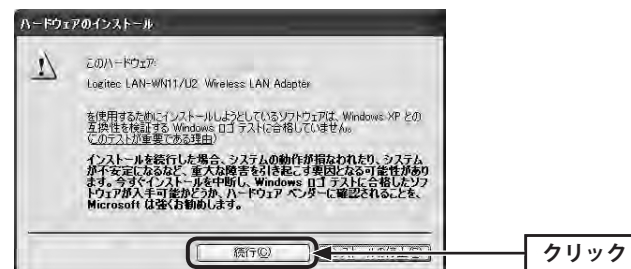 ハードウェアのインストール
このハードウェア:
Logitec LAN-WN11/U2 Wireless LAN Adapter
を使用するためにインストールしようとしているソフトウェアは、Windows XP との
互換性を検証する Windows ロゴ テストに合格していません。
(このテストが重要である理由)
インストールを続行した場合、システムの動作が損なわれたり、システム
が不安定になるなど、重大な障害を引き起こす要因となる可能性があり
ます。今すぐインストールを中断し、Windows ロゴ テストに合格したソフ
トウェアが入手可能かどうか、ハードウェア ベンダーに確認されることを、
Microsoft は強くお勧めします。
続行(C)
クリック